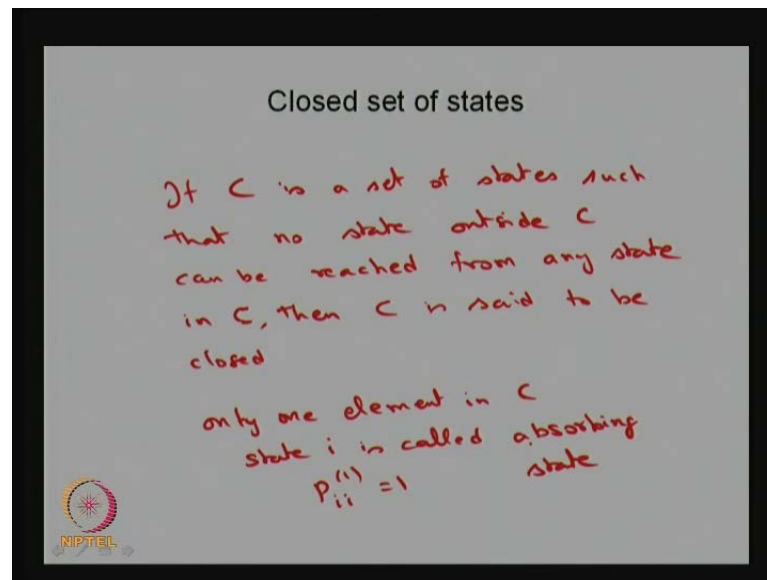 Closed set of states
If C is a set of states such
that no state outside C
can be reached from any state
in C, then C is said to be
closed
only one element in C
state i is called absorbing
state
P_{ii}^{(1)} = 1
NPTEL